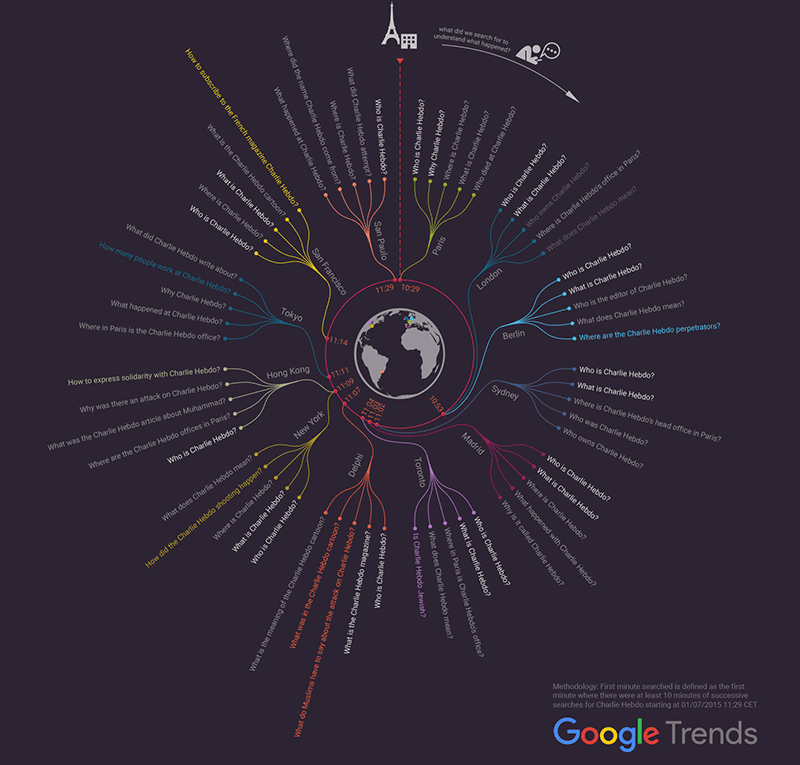 what did we search for to
understand what happened?
Who is Charlie Hebdo?
Why Charlie Hebdo?
Where is Charlie Hebdo?
What is Charlie Hebdo?
Who died at Charlie Hebdo?
Paris
Who is Charlie Hebdo?
What is Charlie Hebdo?
Who owns Charlie Hebdo?
Where is Charlie Hebdo's office in Paris?
What does Charlie Hebdo mean?
London
Who is Charlie Hebdo?
What is Charlie Hebdo?
Who is the editor of Charlie Hebdo?
What does Charlie Hebdo mean?
Where are the Charlie Hebdo perpetrators?
Berlin
Who is Charlie Hebdo?
What is Charlie Hebdo?
Where is Charlie Hebdo's head office in Paris?
Who was Charlie Hebdo?
Who owns Charlie Hebdo?
Sydney
Who is Charlie Hebdo?
What is Charlie Hebdo?
Where is Charlie Hebdo?
What happened with Charlie Hebdo?
Why is it called Charlie Hebdo?
Madrid
Who is Charlie Hebdo?
What is Charlie Hebdo?
Where in Paris is Charlie Hebdo's office?
What does Charlie Hebdo mean?
Is Charlie Hebdo Jewish?
Toronto
Who is Charlie Hebdo?
What is the Charlie Hebdo magazine?
What do Muslims have to say about the attack on Charlie Hebdo?
What was in the Charlie Hebdo cartoon?
What is the meaning of the Charlie Hebdo cartoon?
Delphi
Who is Charlie Hebdo?
What is Charlie Hebdo?
Where is Charlie Hebdo?
How did the Charlie Hebdo shooting happen?
What does Charlie Hebdo mean?
New York
Who is Charlie Hebdo?
Where are the Charlie Hebdo offices in Paris?
What was the Charlie Hebdo article about Muhammad?
Why was there an attack on Charlie Hebdo?
How to express solidarity with Charlie Hebdo?
Hong Kong
Where in Paris is the Charlie Hebdo office?
What happened at Charlie Hebdo?
Why Charlie Hebdo?
How many people work at Charlie Hebdo?
What did Charlie Hebdo write about?
Tokyo
Who is Charlie Hebdo?
What is Charlie Hebdo?
Where is Charlie Hebdo?
What is the Charlie Hebdo cartoon?
How to subscribe to the French magazine Charlie Hebdo?
San Francisco
What happened at Charlie Hebdo?
Where did the name Charlie Hebdo come from?
Where is Charlie Hebdo?
What did Charlie Hebdo attempt?
Who is Charlie Hebdo?
San Paulo
10:29
10:53
11:07
11:09
11:11
11:14
11:29
Methodology: First minute searched is defined as the first
minute where there were at least 10 minutes of successive
searches for Charlie Hebdo starting at 01/07/2015 11:29 CET
Google Trends